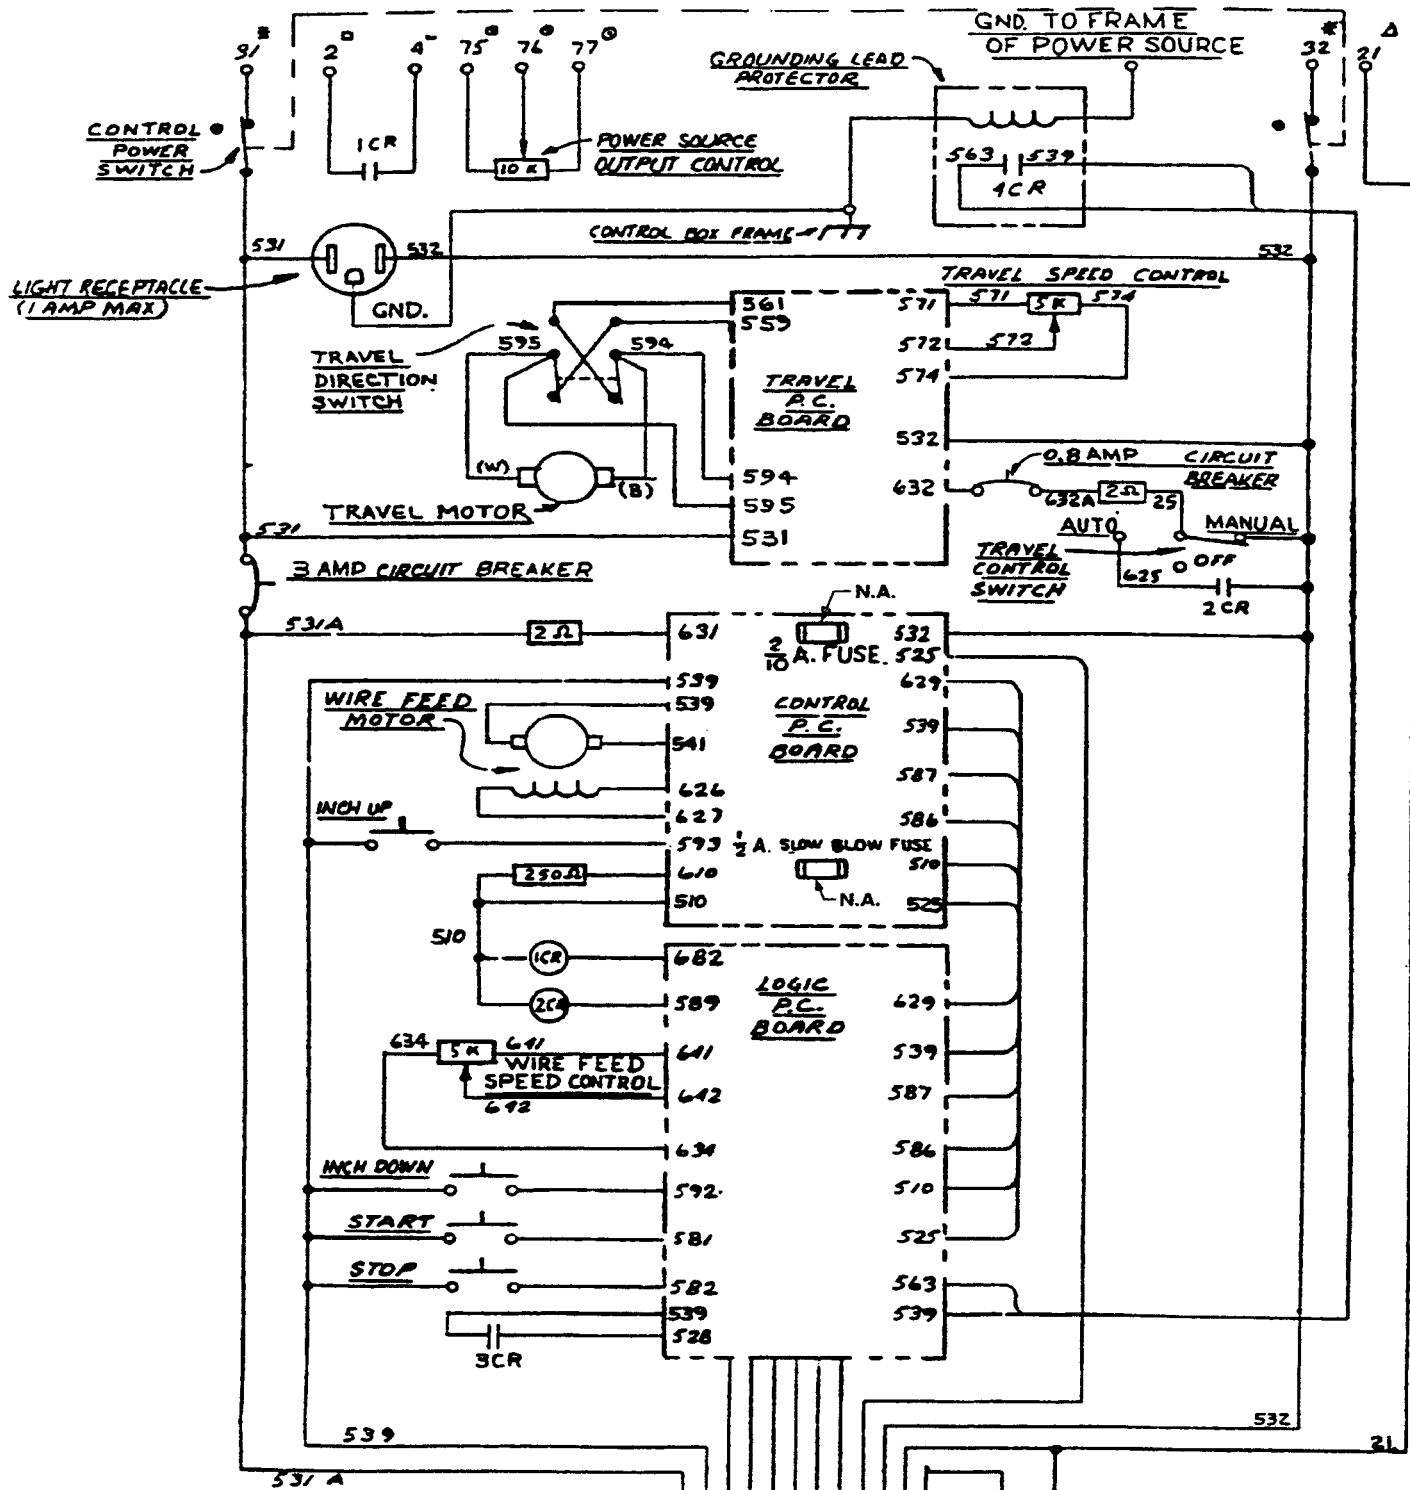 GND. TO FRAME
OF POWER SOURCE
31
2
4
75
76
77
32 *
21 Δ
GROUNDING LEAD
PROTECTOR
CONTROL
POWER
SWITCH
1CR
10 K
POWER SOURCE
OUTPUT CONTROL
563
539
4CR
CONTROL BOX FRAME
531
532
532
LIGHT RECEPTACLE
(1 AMP MAX)
GND.
TRAVEL SPEED CONTROL
561
559
571
571
5K
574
572
572
574
595
594
TRAVEL
DIRECTION
SWITCH
TRAVEL
P.C.
BOARD
532
0.8 AMP CIRCUIT
BREAKER
(W)
(B)
594
632
632A
2Ω
25
TRAVEL MOTOR
595
531
531
AUTO
MANUAL
OFF
TRAVEL
CONTROL
SWITCH
625
2CR
3 AMP CIRCUIT BREAKER
N.A.
531A
2Ω
631
532
2/10 A. FUSE
525
539
629
WIRE FEED
MOTOR
539
CONTROL
P.C.
BOARD
539
541
587
626
627
586
INCH UP
593
1/2 A. SLOW BLOW FUSE
250Ω
610
510
510
N.A.
525
510
1CR
682
LOGIC
P.C.
BOARD
2CR
589
629
634
5K
641
641
539
WIRE FEED
SPEED CONTROL
642
642
587
634
586
INCH DOWN
592
510
START
581
525
STOP
582
563
539
539
528
3CR
539
532
21
531 A